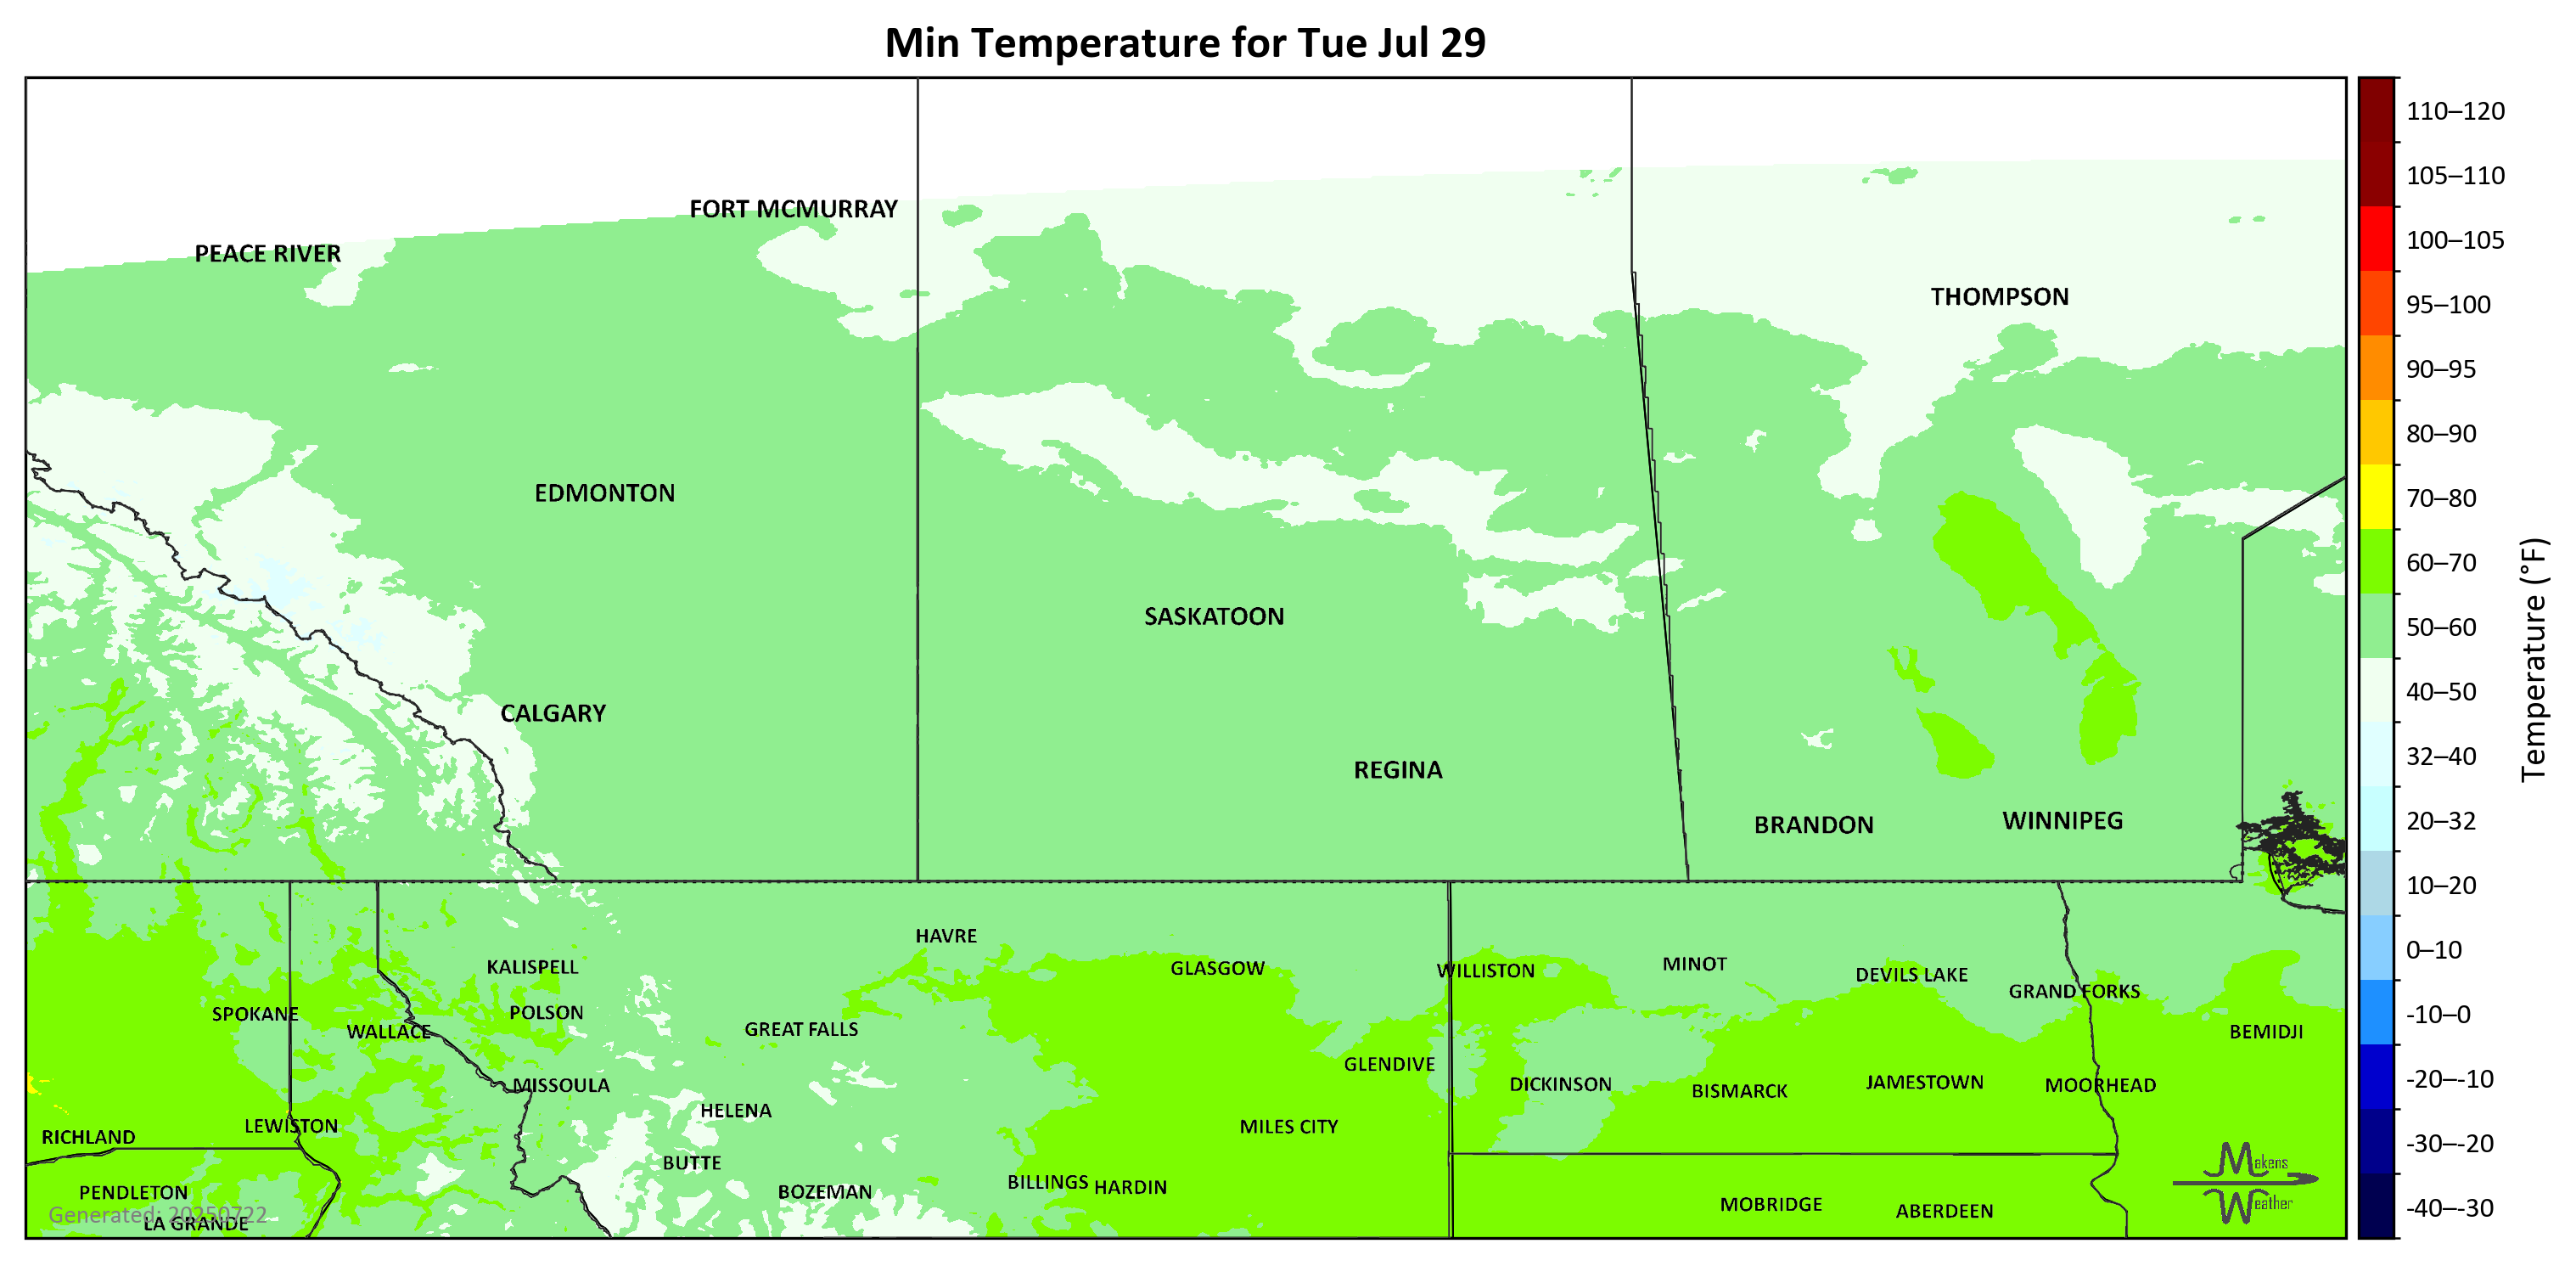 Min Temperature for Tue Jul 29
110–120
105–110
100–105
95–100
90–95
80–90
70–80
60–70
50–60
40–50
32–40
20–32
10–20
0–10
-10–0
-20–-10
-30–-20
-40–-30
Temperature (°F)
FORT MCMURRAY
PEACE RIVER
THOMPSON
EDMONTON
SASKATOON
CALGARY
REGINA
BRANDON
WINNIPEG
HAVRE
KALISPELL
GLASGOW
WILLISTON
MINOT
DEVILS LAKE
GRAND FORKS
SPOKANE
POLSON
WALLACE
GREAT FALLS
BEMIDJI
GLENDIVE
MISSOULA
DICKINSON
BISMARCK
JAMESTOWN
MOORHEAD
HELENA
LEWISTON
MILES CITY
RICHLAND
BUTTE
BILLINGS
HARDIN
PENDLETON
BOZEMAN
MOBRIDGE
ABERDEEN
Generated: 20250722
LA GRANDE
Makens
Weather